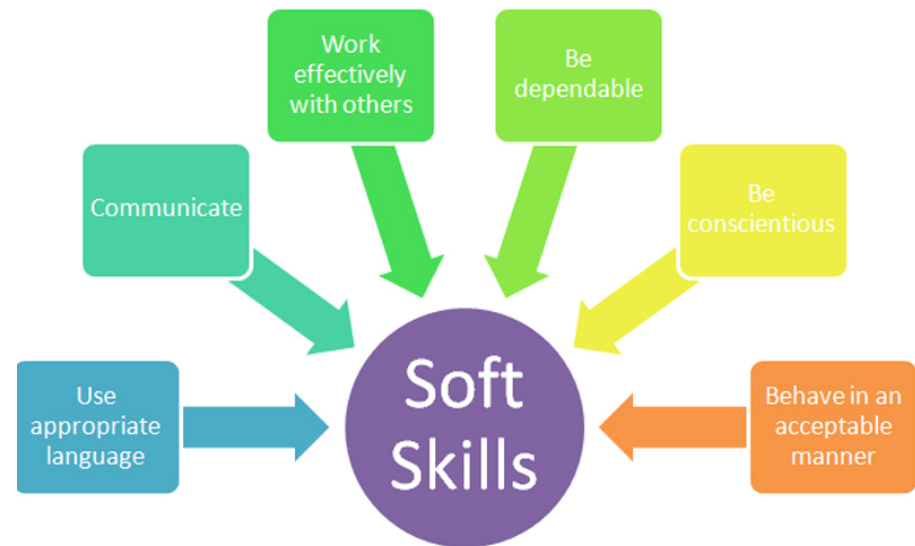 Use
appropriate
language
Communicate
Work
effectively
with others
Be
dependable
Be
conscientious
Behave in an
acceptable
manner
Soft
Skills